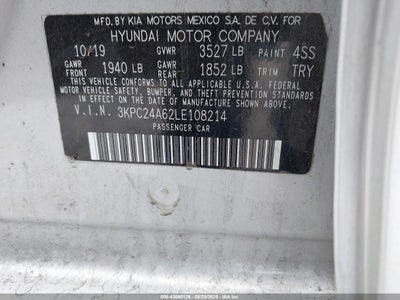 MFD. BY KIA MOTORS MEXICO S.A. DE C.V. FOR
HYUNDAI MOTOR COMPANY
10/19 GVWR 3527 LB PAINT 4SS
GAWR FRONT 1940 LB GAWR REAR 1852 LB TRIM TRY
THIS VEHICLE CONFORMS TO ALL APPLICABLE U.S.A. FEDERAL
MOTOR VEHICLE SAFETY, BUMPER, AND THEFT PREVENTION
STANDARDS IN EFFECT ON THE DATE OF MANUFACTURE SHOWN ABOVE.
V.I.N. 3KPC24A62LE108214
PASSENGER CAR